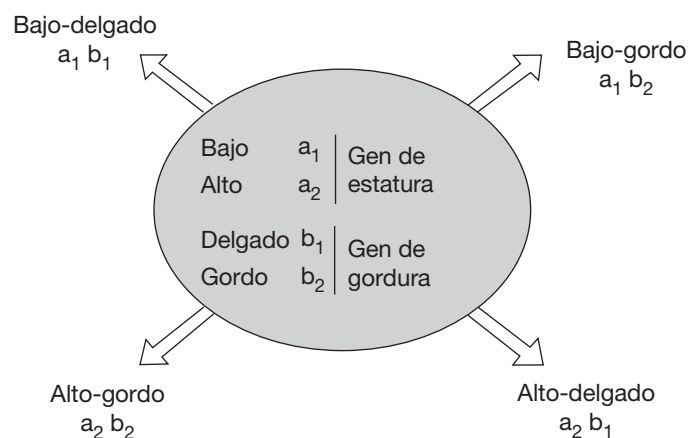 Bajo-delgado
a₁ b₁
Bajo-gordo
a₁ b₂
Bajo a₁
Alto a₂
Gen de
estatura
Delgado b₁
Gordo b₂
Gen de
gordura
Alto-gordo
a₂ b₂
Alto-delgado
a₂ b₁